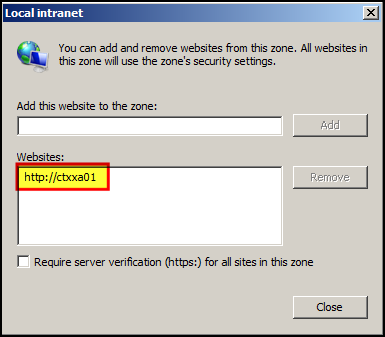 Local intranet
You can add and remove websites from this zone. All websites in
this zone will use the zone's security settings.
Add this website to the zone:
Add
Websites:
http://ctxxa01
Remove
Require server verification (https:) for all sites in this zone
Close